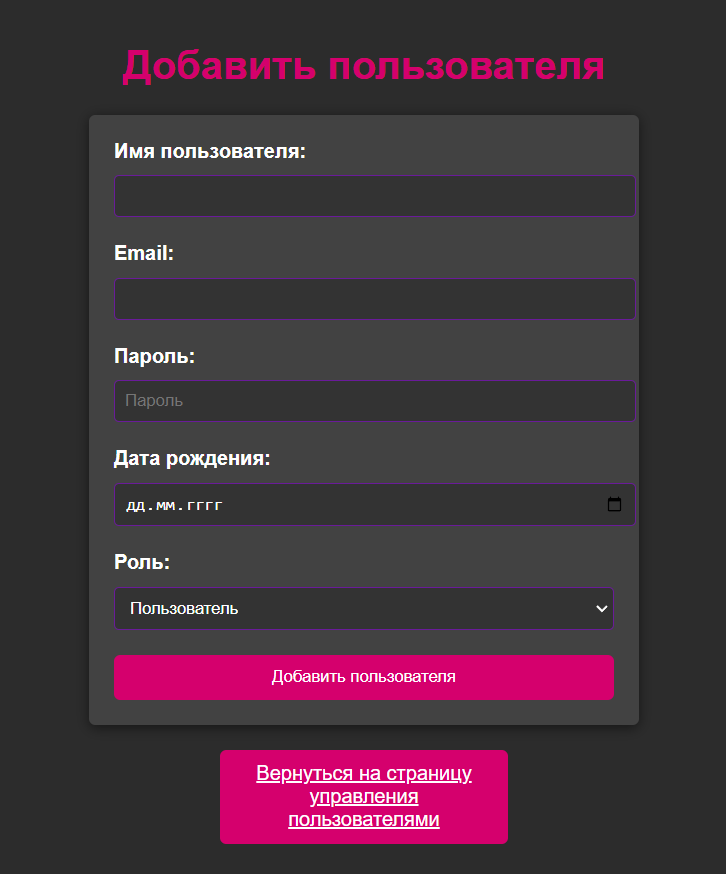 Добавить пользователя
Имя пользователя:
Email:
Пароль:
Пароль
Дата рождения:
дд.мм.гггг
Роль:
Пользователь
Добавить пользователя
Вернуться на страницу
управления
пользователями